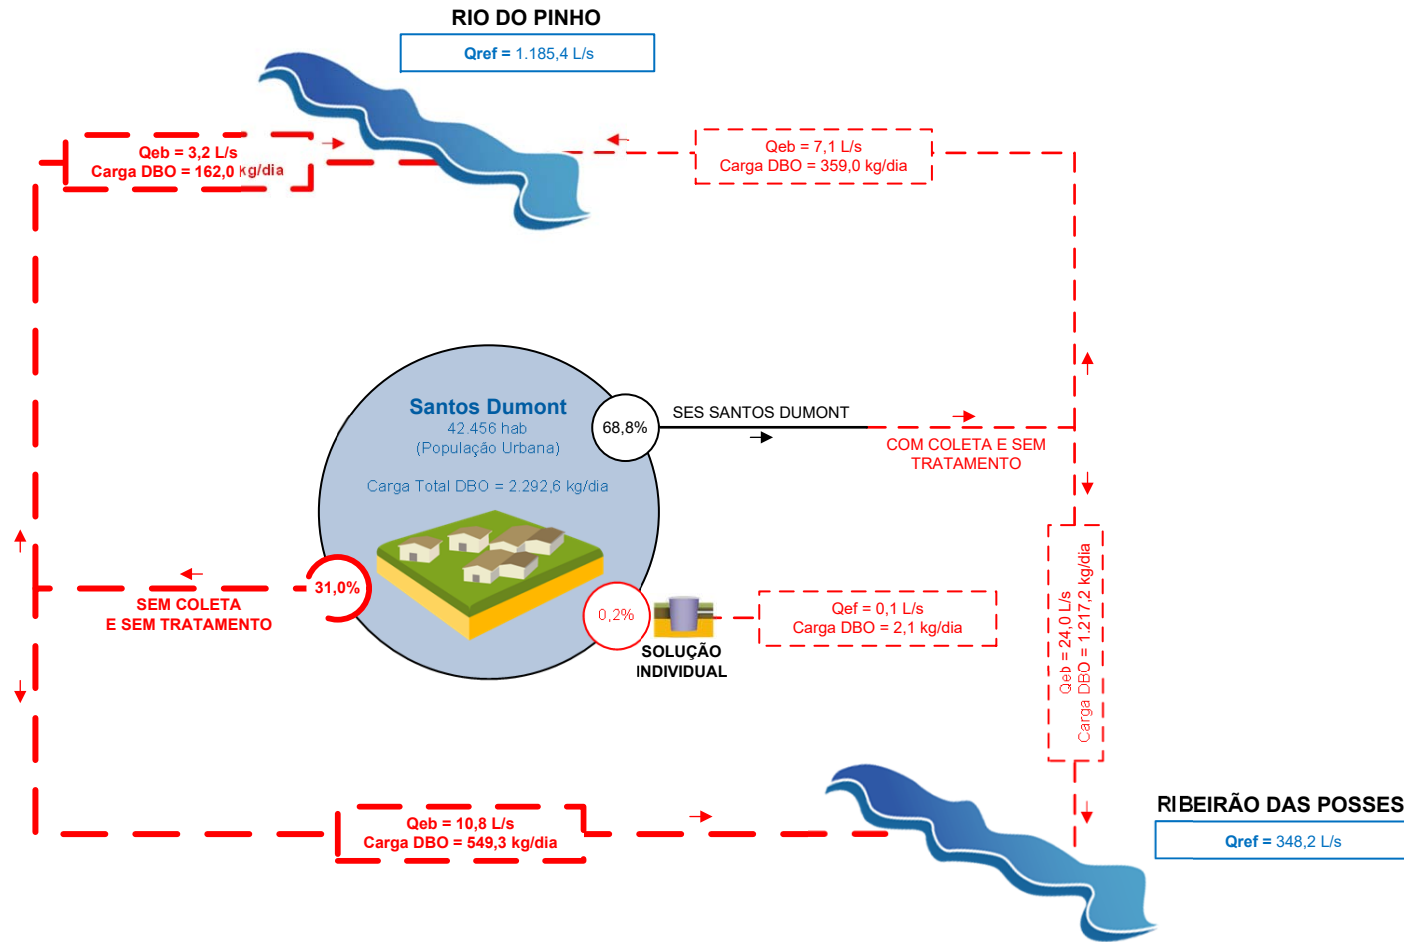 RIO DO PINHO
Qref = 1.185,4 L/s
Qeb = 3,2 L/s
Carga DBO = 162,0 kg/dia
Qeb = 7,1 L/s
Carga DBO = 359,0 kg/dia
Santos Dumont
42.456 hab
(População Urbana)
Carga Total DBO = 2.292,6 kg/dia
68,8%
SES SANTOS DUMONT
COM COLETA E SEM
TRATAMENTO
31,0%
SEM COLETA
E SEM TRATAMENTO
0,2%
SOLUÇÃO
INDIVIDUAL
Qef = 0,1 L/s
Carga DBO = 2,1 kg/dia
Qeb = 24,0 L/s
Carga DBO = 1.217,2 kg/dia
Qeb = 10,8 L/s
Carga DBO = 549,3 kg/dia
RIBEIRÃO DAS POSSES
Qref = 348,2 L/s